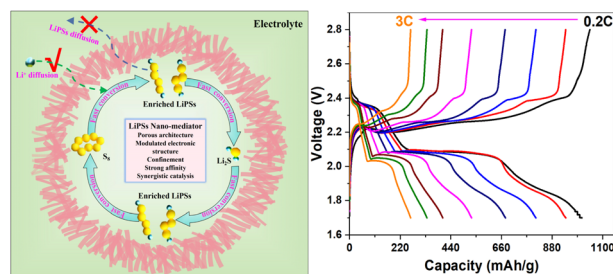 LiPSs diffusion
Electrolyte
Li⁺ diffusion
Enriched LiPSs
Fast conversion
Fast conversion
LiPSs Nano-mediator
Porous architecture
Modulated electronic
structure
Confinement
Strong affinity
Synergistic catalysis
S₈
Li₂S
Fast conversion
Fast conversion
Enriched LiPSs
3C
0.2C
Voltage (V)
2.8
2.6
2.4
2.2
2.0
1.8
1.6
0 220 440 660 880 1100
Capacity (mAh/g)